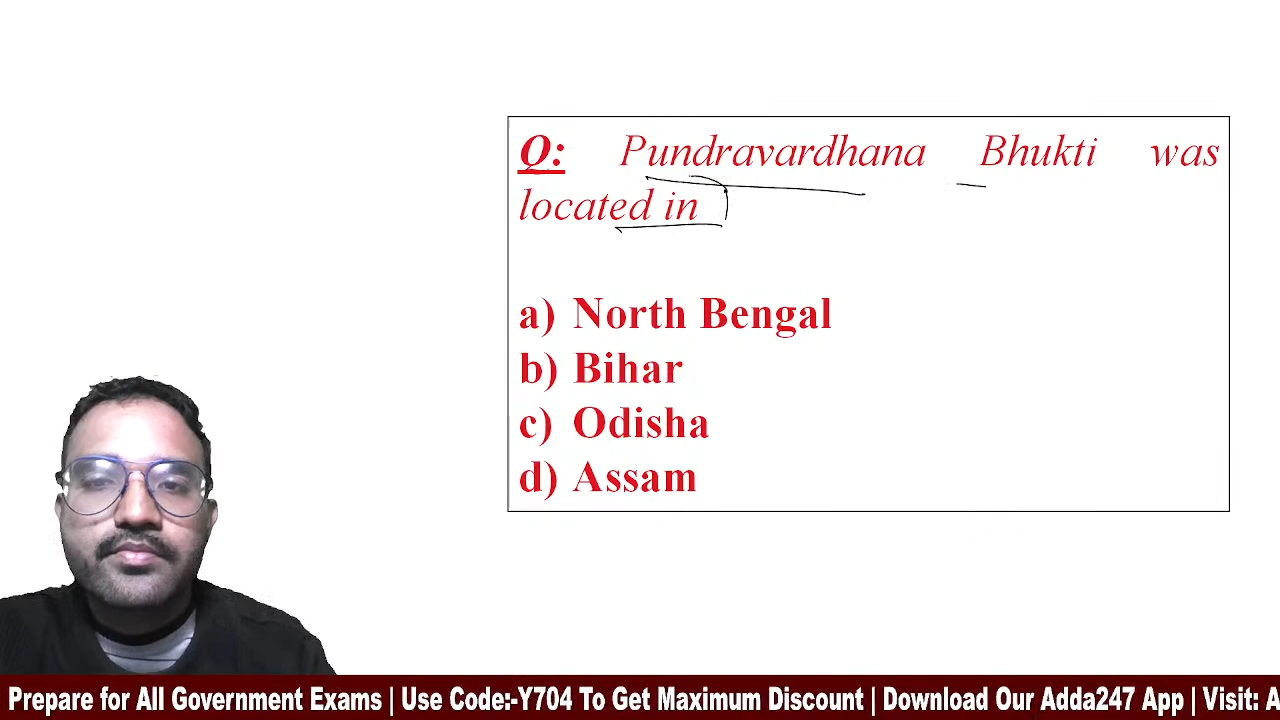 Q: Pundravardhana Bhukti was
located in
a) North Bengal
b) Bihar
c) Odisha
d) Assam
Prepare for All Government Exams | Use Code:-Y704 To Get Maximum Discount | Download Our Adda247 App | Visit: A